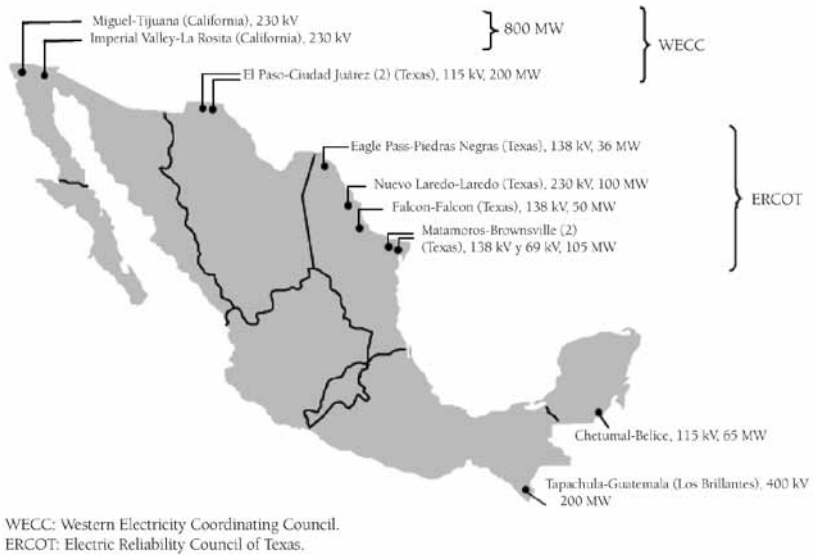 Miguel-Tijuana (California), 230 kV
Imperial Valley-La Rosita (California), 230 kV
800 MW
WECC
El Paso-Ciudad Juárez (2) (Texas), 115 kV, 200 MW
Eagle Pass-Piedras Negras (Texas), 138 kV, 36 MW
Nuevo Laredo-Laredo (Texas), 230 kV, 100 MW
Falcon-Falcon (Texas), 138 kV, 50 MW
ERCOT
Matamoros-Brownsville (2)
(Texas), 138 kV y 69 kV, 105 MW
Chetumal-Belice, 115 kV, 65 MW
Tapachula-Guatemala (Los Brillantes), 400 kV
200 MW
WECC: Western Electricity Coordinating Council.
ERCOT: Electric Reliability Council of Texas.